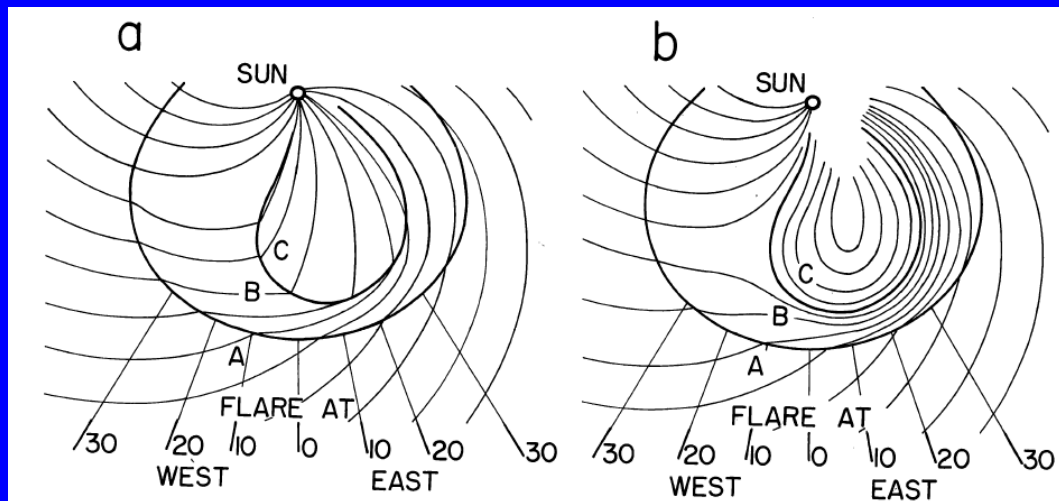 a
SUN
C
B
A
FLARE AT
30 20 10 0 10 20 30
WEST EAST
b
SUN
C
B
A
FLARE AT
30 20 10 0 10 20 30
WEST EAST